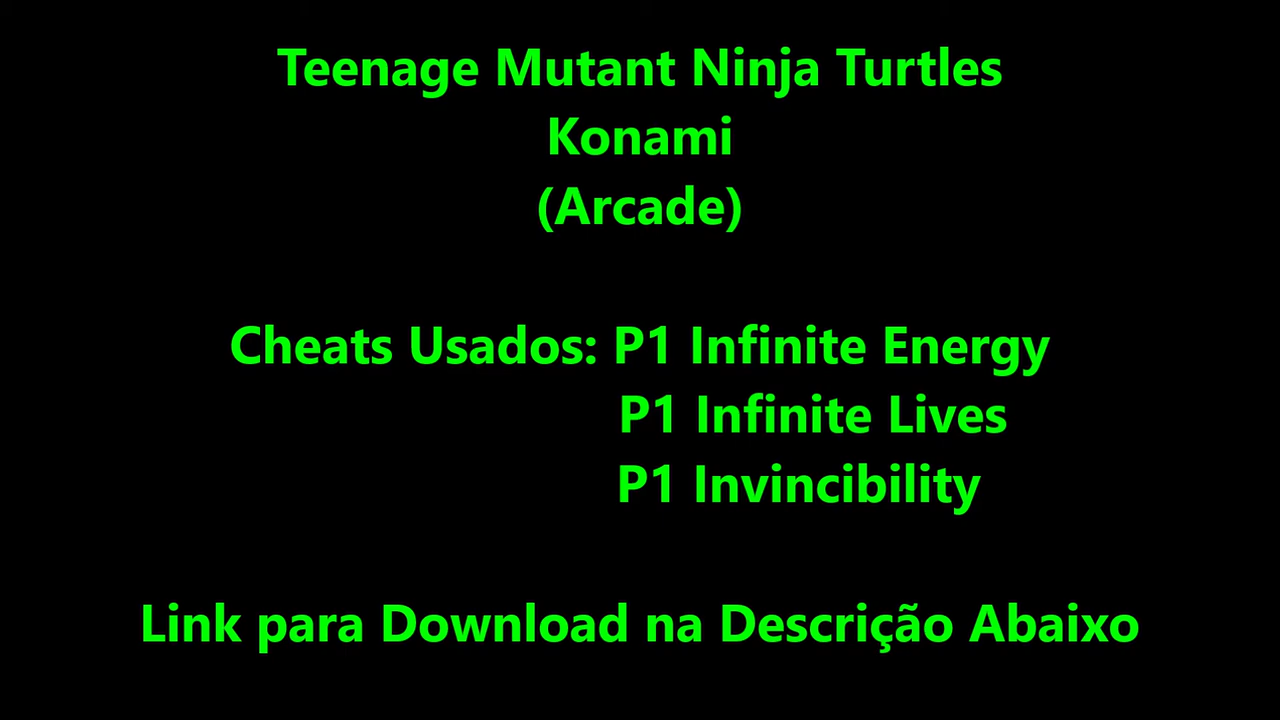 Teenage Mutant Ninja Turtles
Konami
(Arcade)
Cheats Usados: P1 Infinite Energy
P1 Infinite Lives
P1 Invincibility
Link para Download na Descrição Abaixo